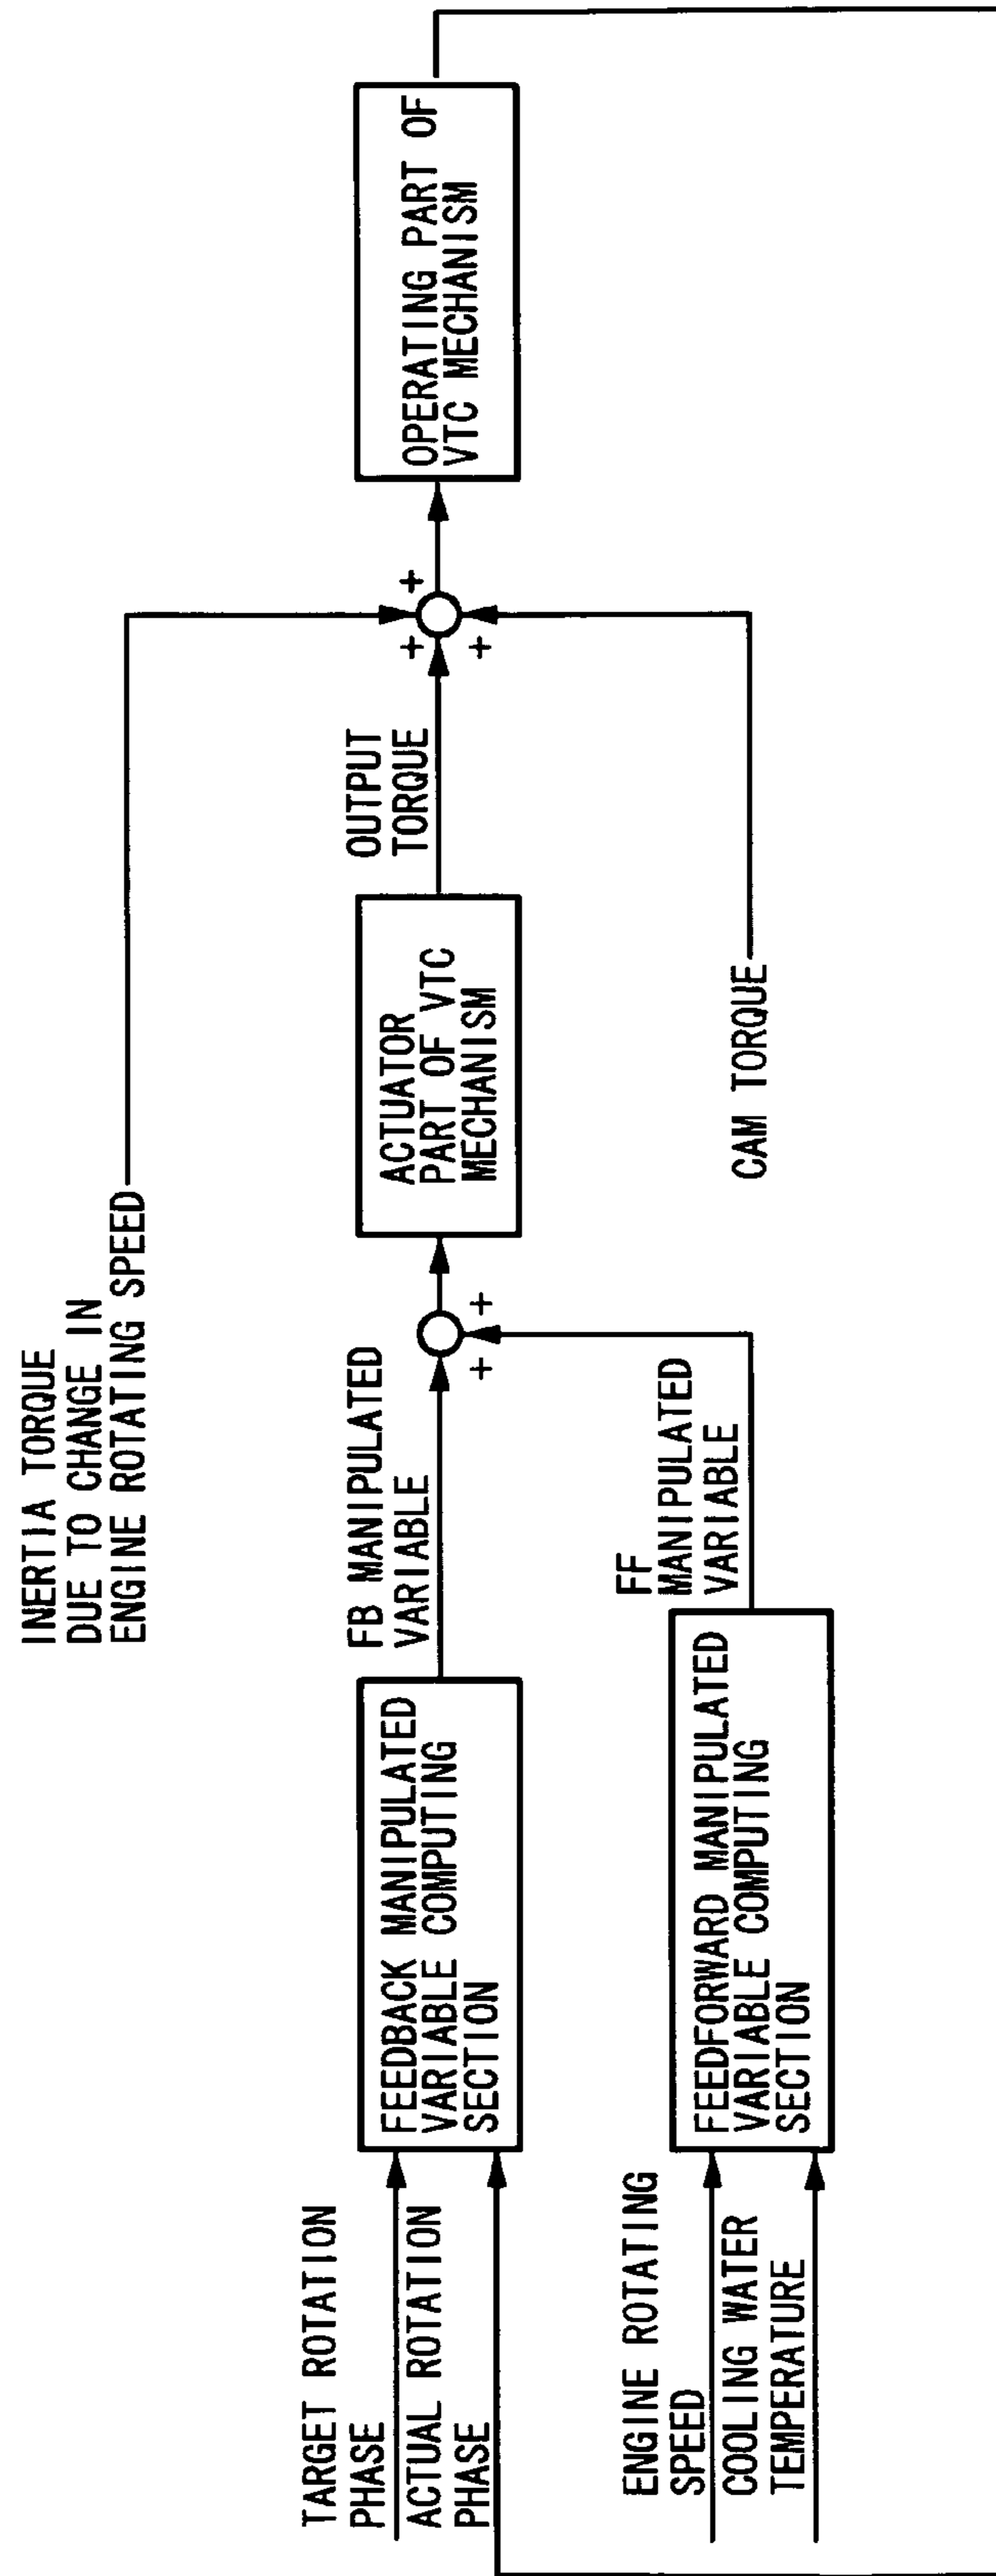 INERTIA TORQUE
DUE TO CHANGE IN
ENGINE ROTATING SPEED
TARGET ROTATION
PHASE
ACTUAL ROTATION
PHASE
FEEDBACK MANIPULATED
VARIABLE COMPUTING
SECTION
FB MANIPULATED
VARIABLE
+
+
ACTUATOR
PART OF VTC
MECHANISM
OUTPUT
TORQUE
+
+
+
OPERATING PART OF
VTC MECHANISM
ENGINE ROTATING
SPEED
COOLING WATER
TEMPERATURE
FEEDFORWARD MANIPULATED
VARIABLE COMPUTING
SECTION
FF
MANIPULATED
VARIABLE
CAM TORQUE